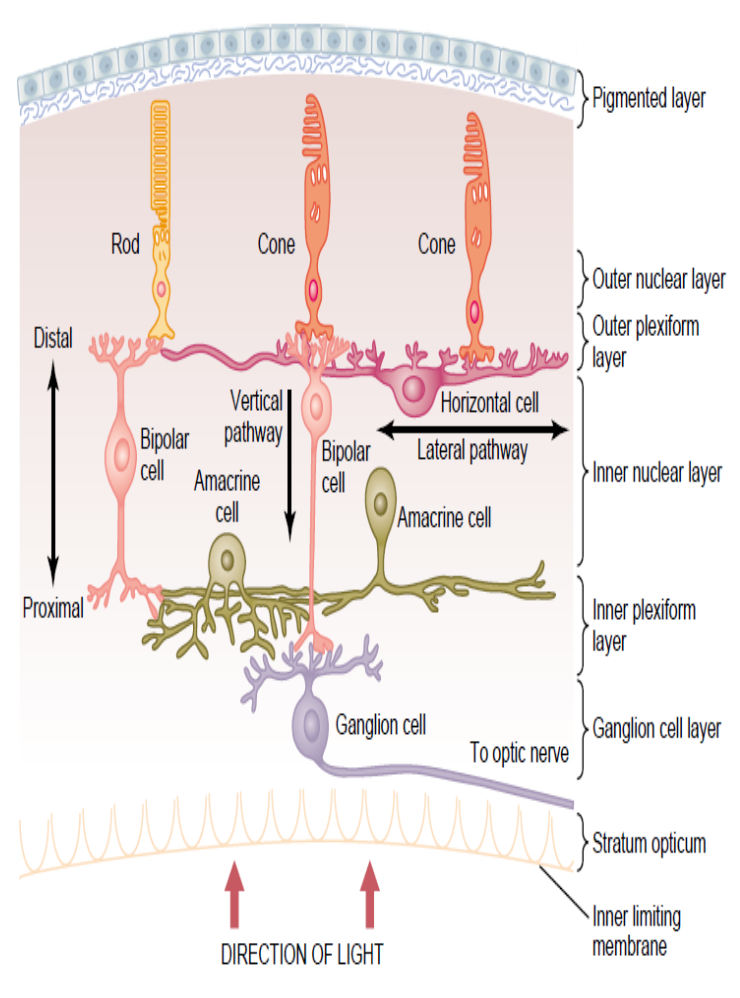 Pigmented layer
Rod
Cone
Cone
Outer nuclear layer
Outer plexiform
layer
Distal
Vertical
pathway
Horizontal cell
Lateral pathway
Bipolar
cell
Bipolar
cell
Amacrine
cell
Inner nuclear layer
Amacrine cell
Proximal
Inner plexiform
layer
Ganglion cell
Ganglion cell layer
To optic nerve
Stratum opticum
Inner limiting
membrane
DIRECTION OF LIGHT